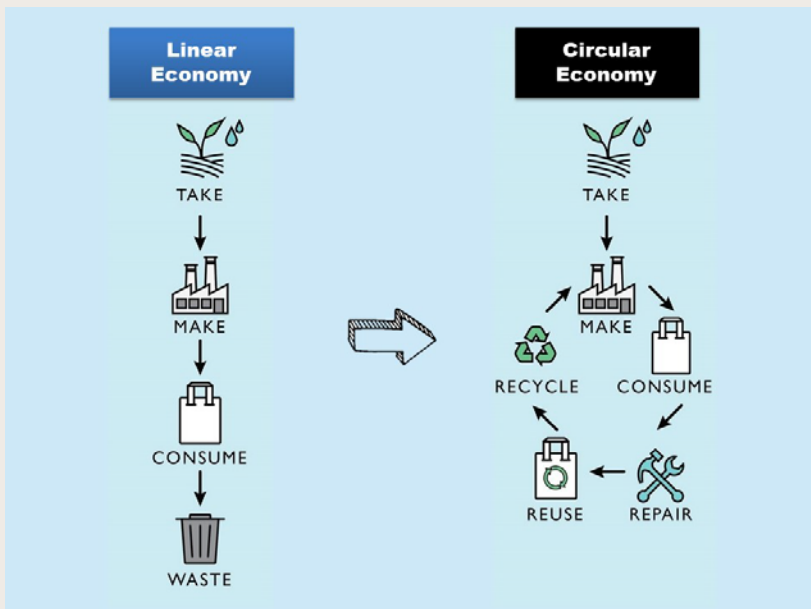 Linear
Economy
TAKE
MAKE
CONSUME
WASTE
Circular
Economy
TAKE
MAKE
CONSUME
REPAIR
REUSE
RECYCLE